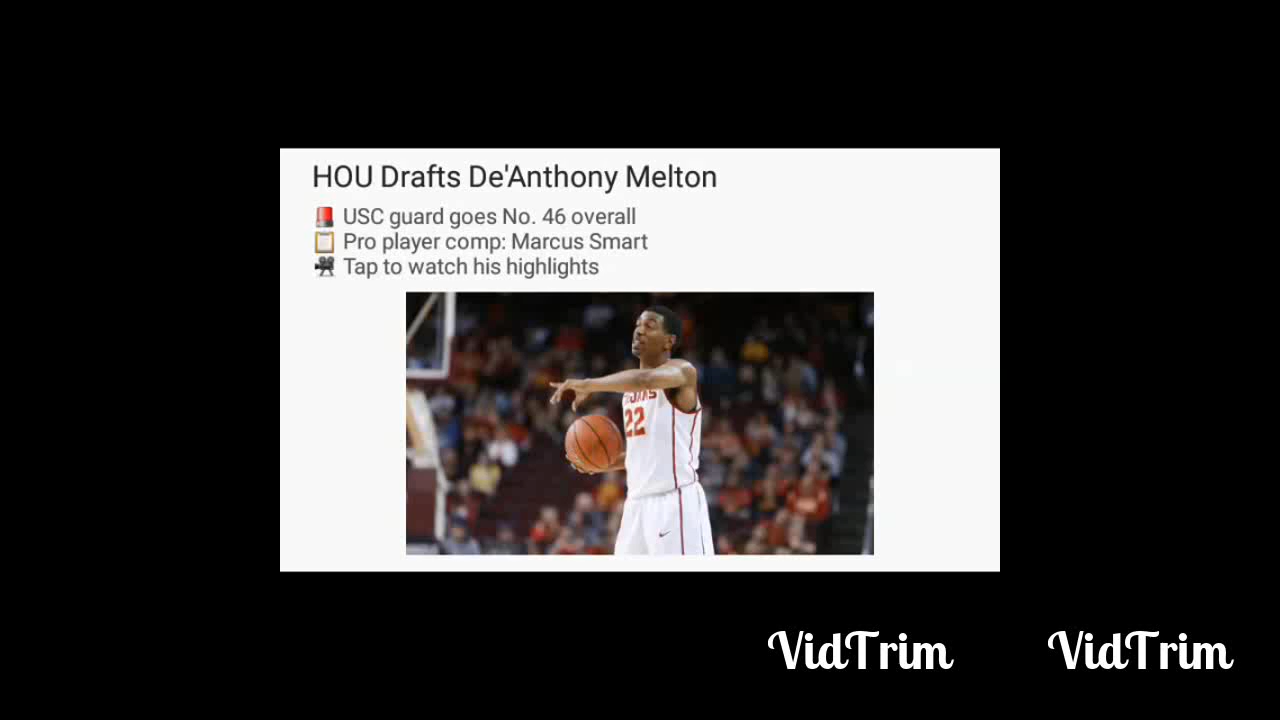 HOU Drafts De'Anthony Melton
USC guard goes No. 46 overall
Pro player comp: Marcus Smart
Tap to watch his highlights
22
VidTrim VidTrim